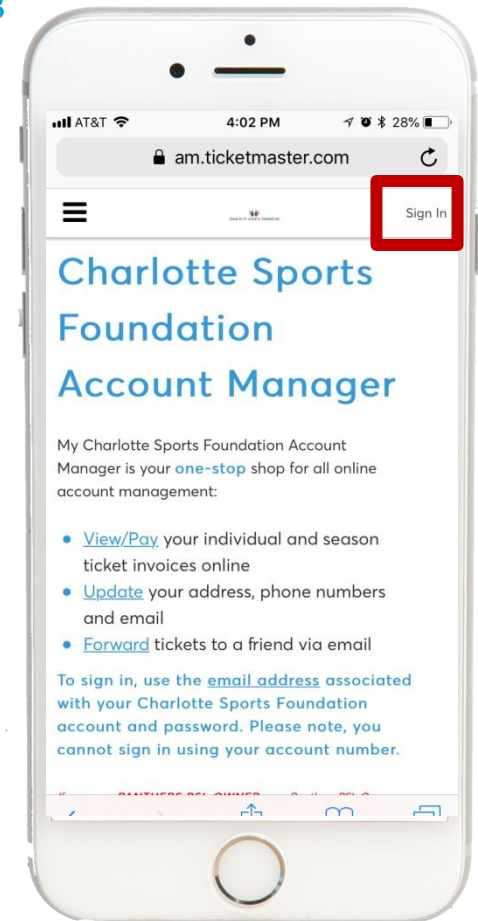 AT&T 4:02 PM 28%
am.ticketmaster.com
Sign In
Charlotte Sports
Foundation
Account Manager
My Charlotte Sports Foundation Account
Manager is your one-stop shop for all online
account management:
• View/Pay your individual and season
ticket invoices online
• Update your address, phone numbers
and email
• Forward tickets to a friend via email
To sign in, use the email address associated
with your Charlotte Sports Foundation
account and password. Please note, you
cannot sign in using your account number.
PANTHERS PSL OWNER